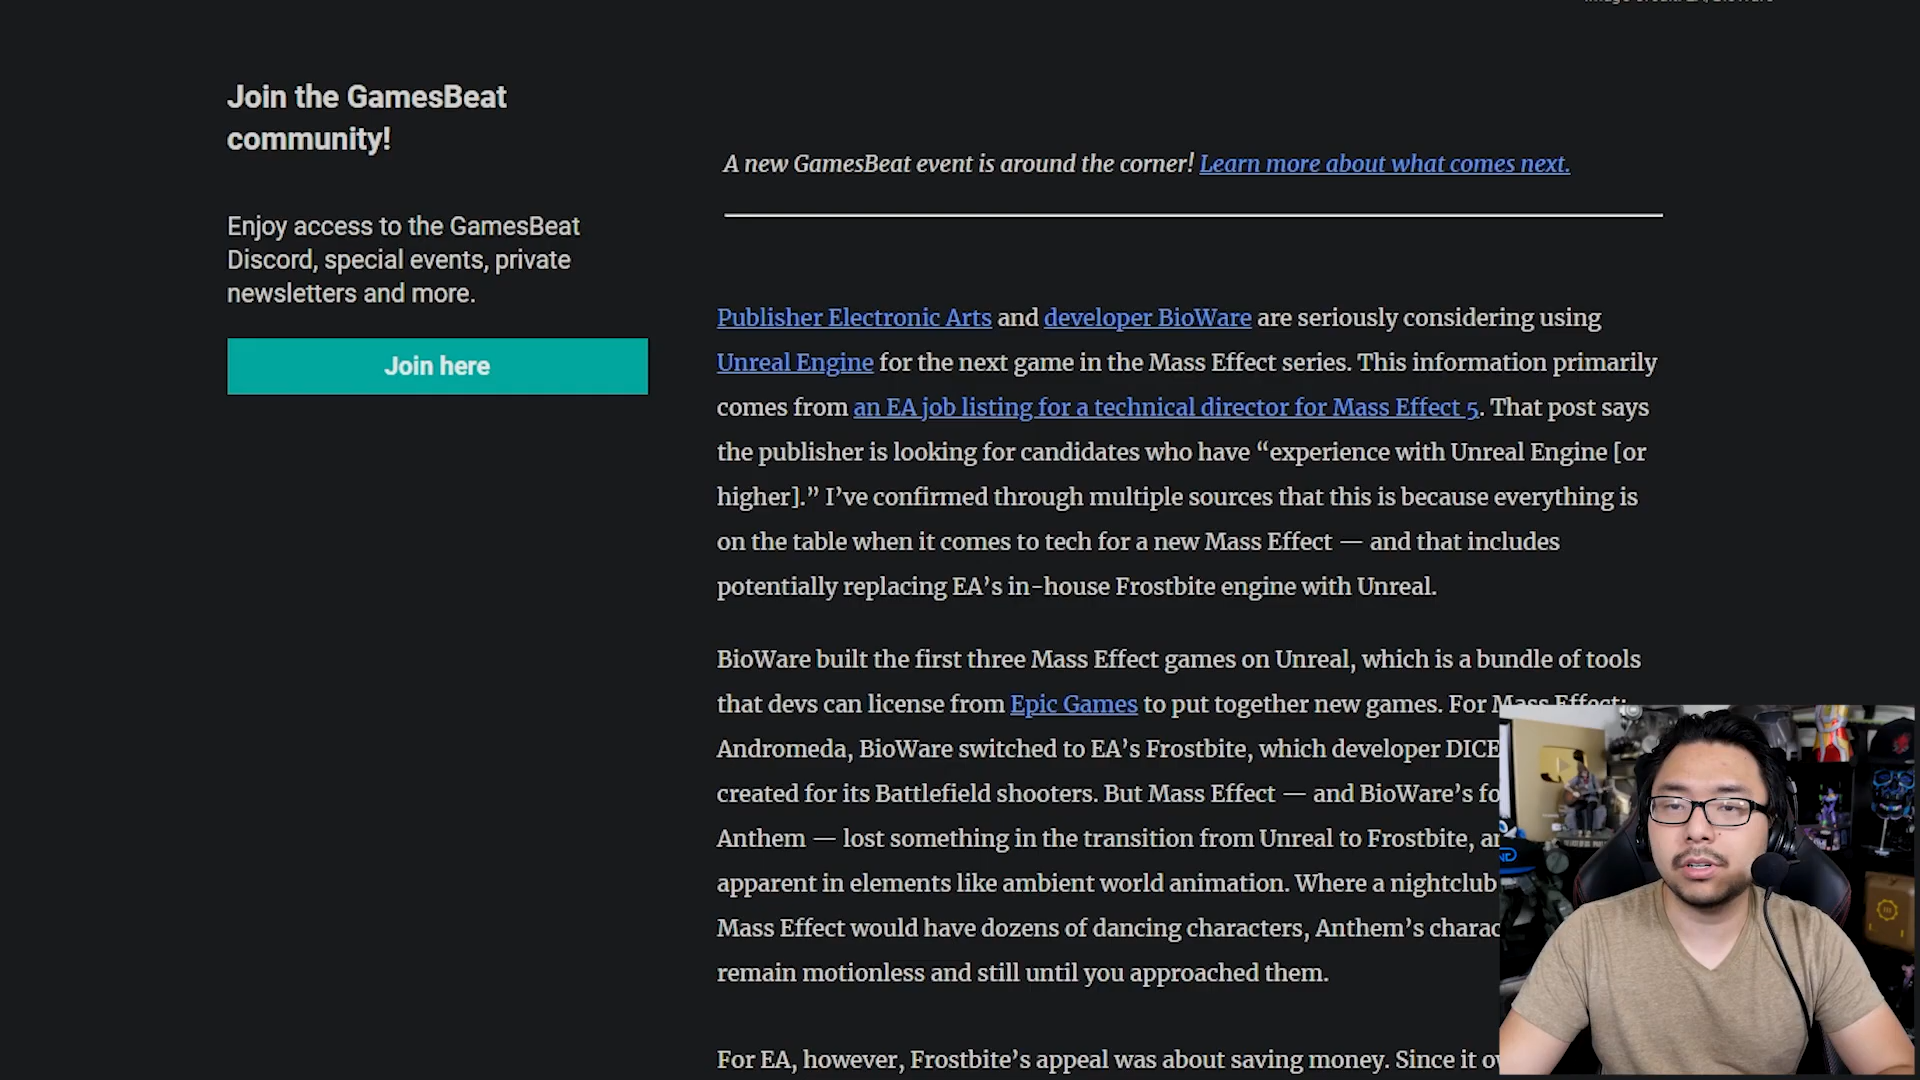 Join the GamesBeat
community!
Enjoy access to the GamesBeat
Discord, special events, private
newsletters and more.
Join here
A new GamesBeat event is around the corner! Learn more about what comes next.
Publisher Electronic Arts and developer BioWare are seriously considering using
Unreal Engine for the next game in the Mass Effect series. This information primarily
comes from an EA job listing for a technical director for Mass Effect 5. That post says
the publisher is looking for candidates who have “experience with Unreal Engine [or
higher].” I’ve confirmed through multiple sources that this is because everything is
on the table when it comes to tech for a new Mass Effect — and that includes
potentially replacing EA’s in-house Frostbite engine with Unreal.
BioWare built the first three Mass Effect games on Unreal, which is a bundle of tools
that devs can license from Epic Games to put together new games. For Mass Effect:
Andromeda, BioWare switched to EA’s Frostbite, which developer DICE
created for its Battlefield shooters. But Mass Effect — and BioWare’s
Anthem — lost something in the transition from Unreal to Frostbite,
apparent in elements like ambient world animation. Where a nightclub
Mass Effect would have dozens of dancing characters, Anthem’s
remain motionless and still until you approached them.
For EA, however, Frostbite’s appeal was about saving money. Since it